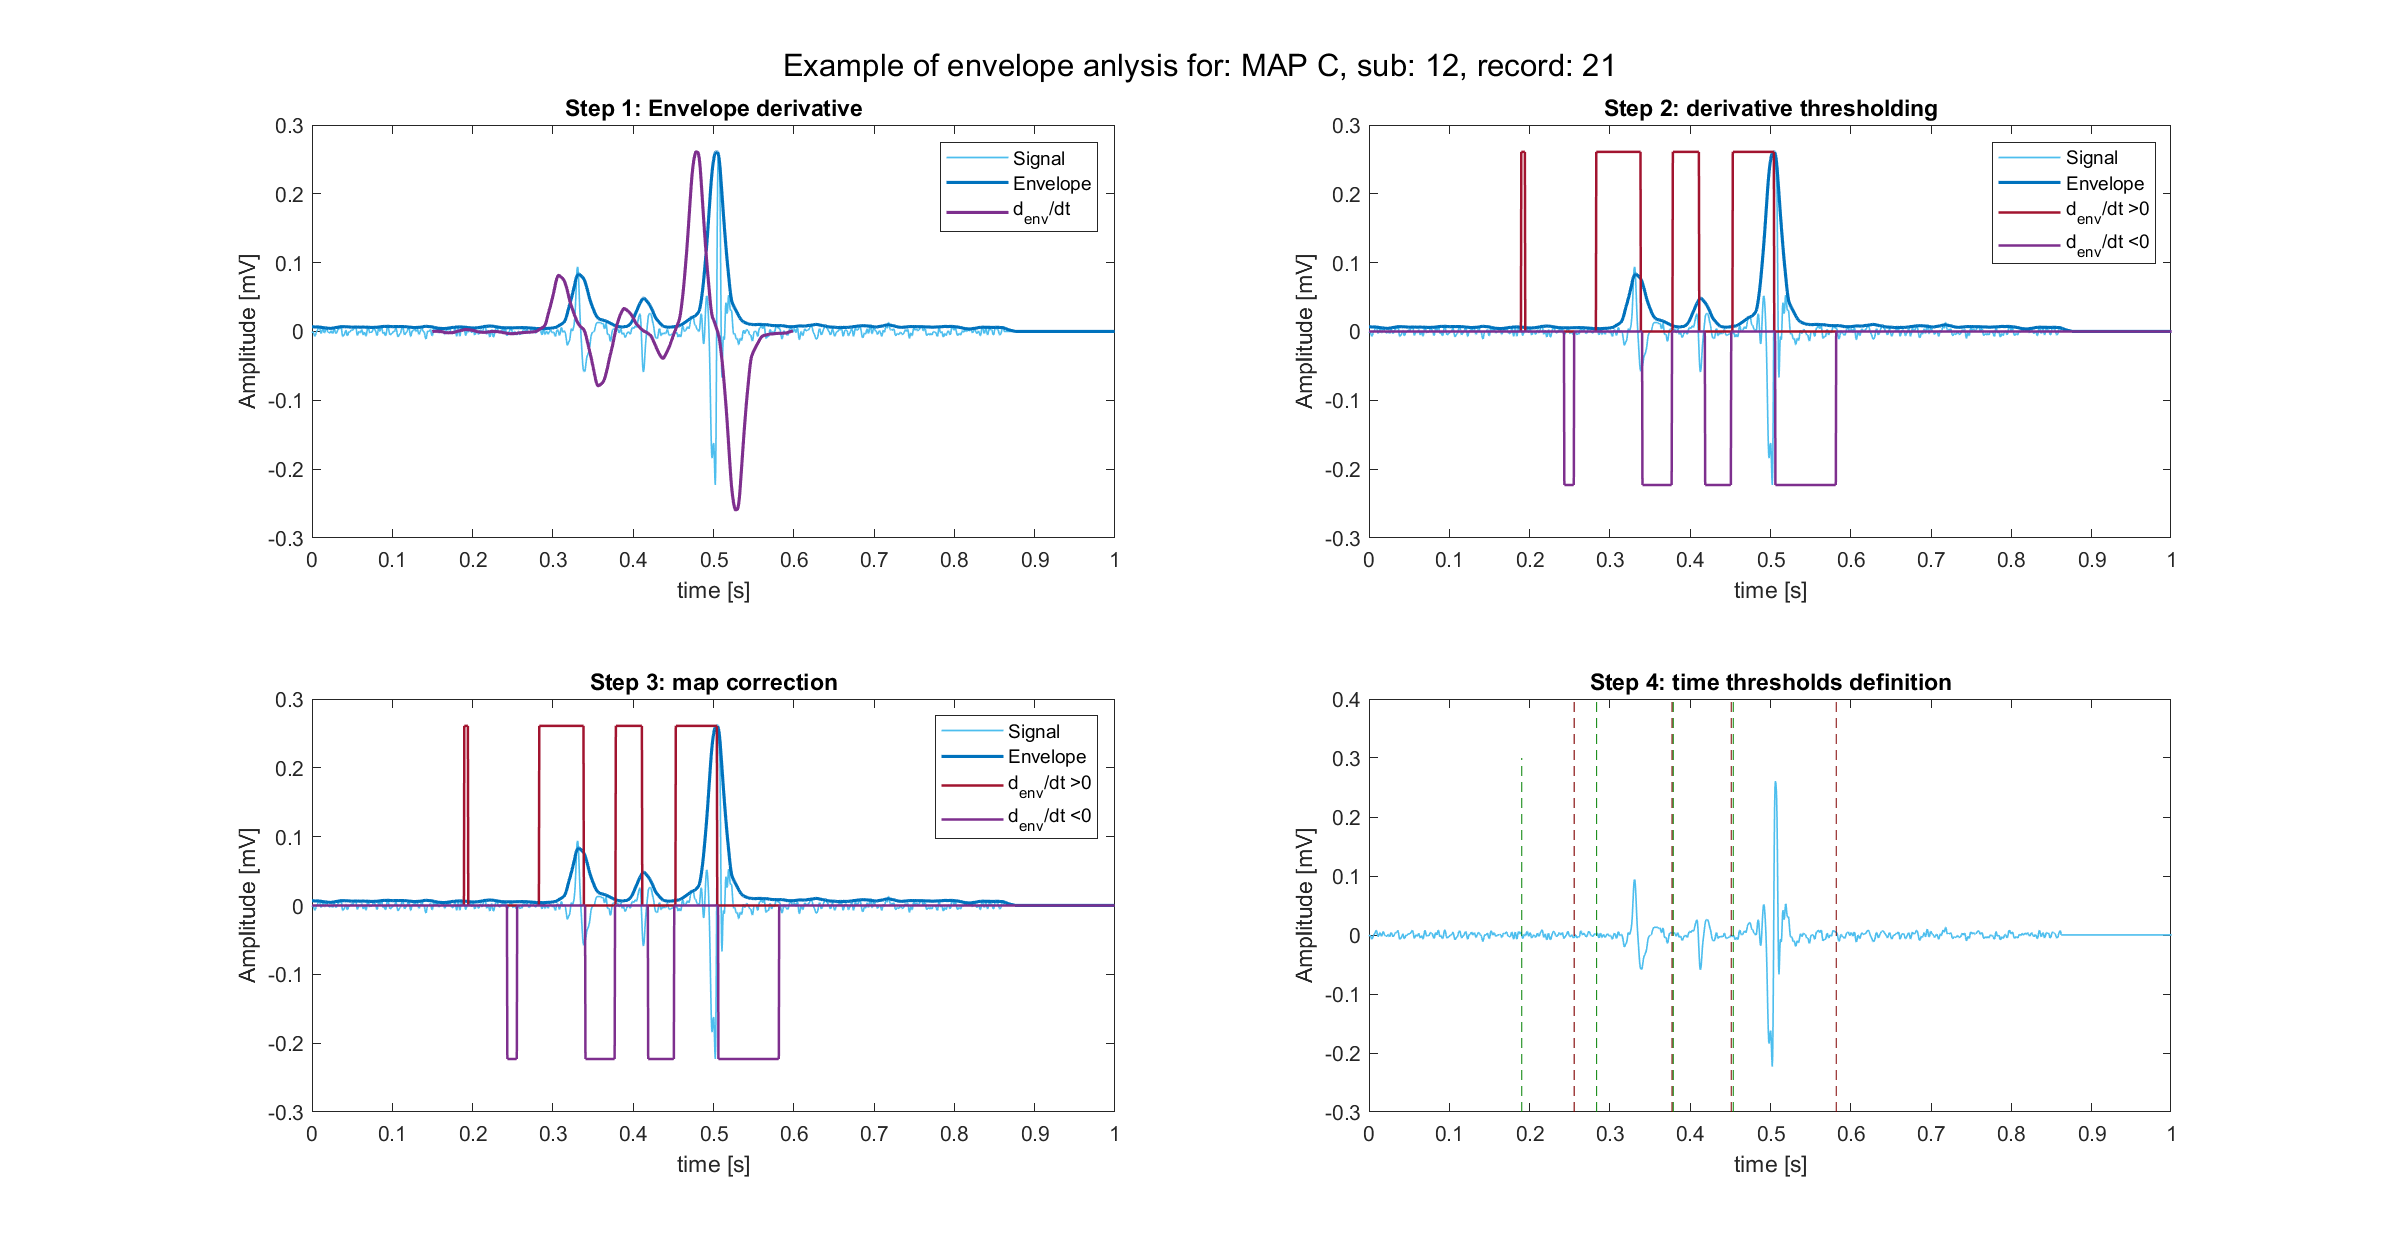 Example of envelope anlysis for: MAP C, sub: 12, record: 21
Step 1: Envelope derivative
0.3
0.2
0.1
0
-0.1
-0.2
-0.3
Amplitude [mV]
0 0.1 0.2 0.3 0.4 0.5 0.6 0.7 0.8 0.9 1
time [s]
Signal
Envelope
d_env/dt
Step 2: derivative thresholding
0.3
0.2
0.1
0
-0.1
-0.2
-0.3
Amplitude [mV]
0 0.1 0.2 0.3 0.4 0.5 0.6 0.7 0.8 0.9 1
time [s]
Signal
Envelope
d_env/dt >0
d_env/dt <0
Step 3: map correction
0.3
0.2
0.1
0
-0.1
-0.2
-0.3
Amplitude [mV]
0 0.1 0.2 0.3 0.4 0.5 0.6 0.7 0.8 0.9 1
time [s]
Signal
Envelope
d_env/dt >0
d_env/dt <0
Step 4: time thresholds definition
0.4
0.3
0.2
0.1
0
-0.1
-0.2
-0.3
Amplitude [mV]
0 0.1 0.2 0.3 0.4 0.5 0.6 0.7 0.8 0.9 1
time [s]